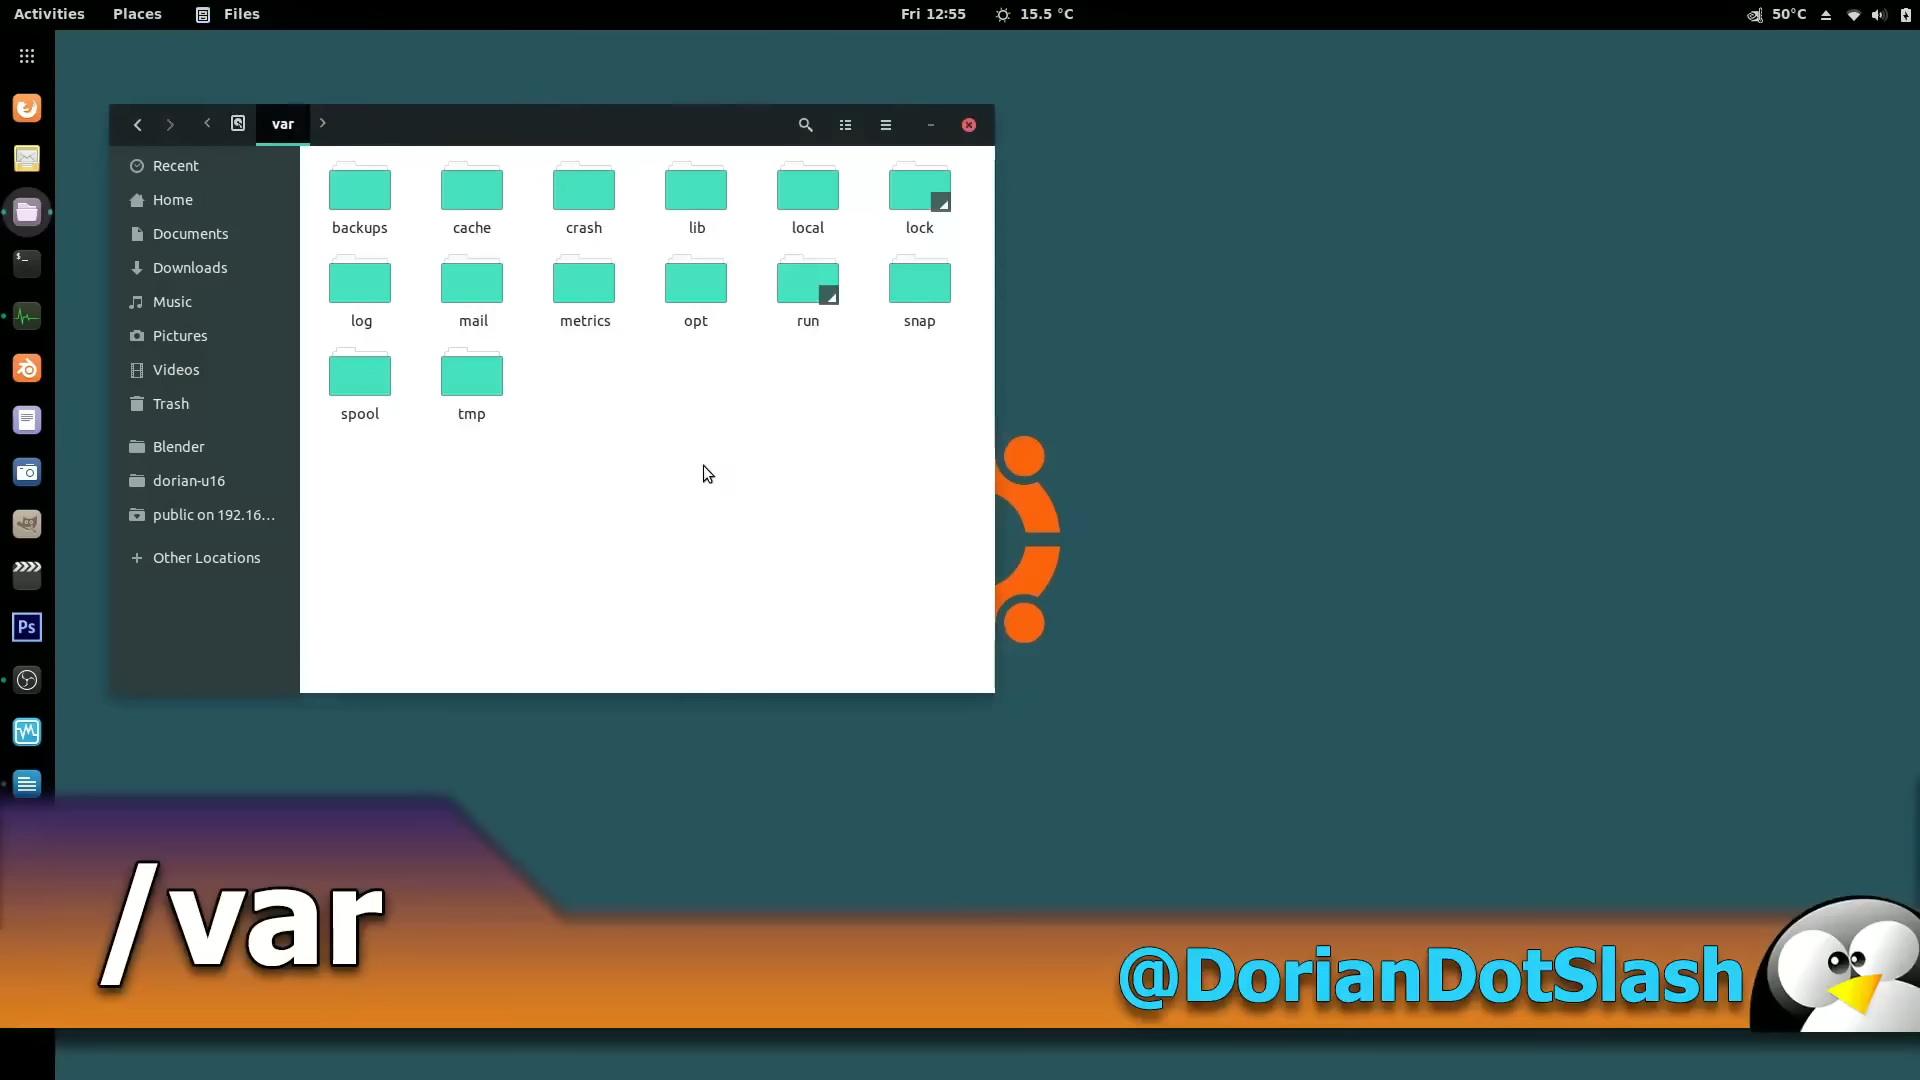 Activities Places Files Fri 12:55 15.5 °C 50°C
var
Recent
Home
Documents
Downloads
Music
Pictures
Videos
Trash
Blender
dorian-u16
public on 192.16…
Other Locations
backups cache crash lib local lock
log mail metrics opt run snap
spool tmp
$_
Ps
/var
@DorianDotSlash